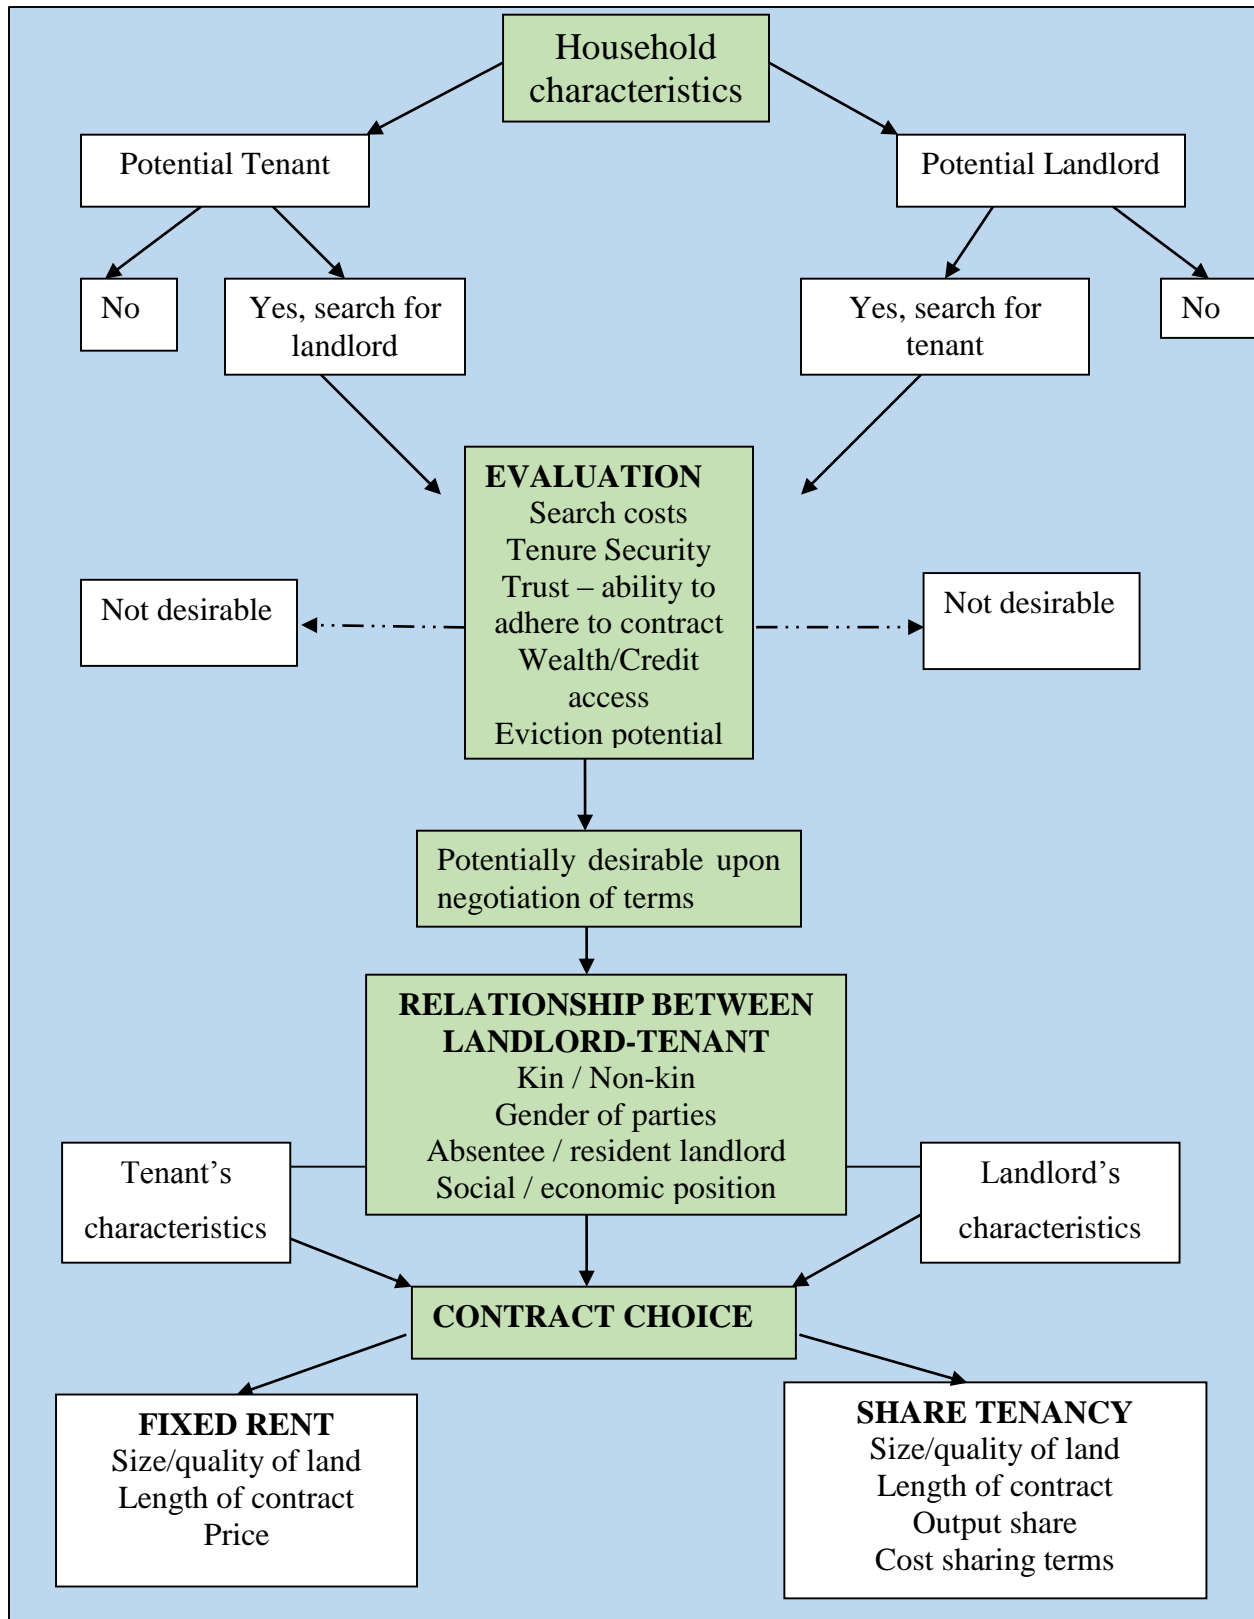 Household
characteristics
Potential Tenant
Potential Landlord
No
Yes, search for
landlord
Yes, search for
tenant
No
EVALUATION
Search costs
Tenure Security
Trust – ability to
adhere to contract
Wealth/Credit
access
Eviction potential
Not desirable
Not desirable
Potentially desirable upon
negotiation of terms
RELATIONSHIP BETWEEN
LANDLORD-TENANT
Kin / Non-kin
Gender of parties
Absentee / resident landlord
Social / economic position
Tenant’s
characteristics
Landlord’s
characteristics
CONTRACT CHOICE
FIXED RENT
Size/quality of land
Length of contract
Price
SHARE TENANCY
Size/quality of land
Length of contract
Output share
Cost sharing terms